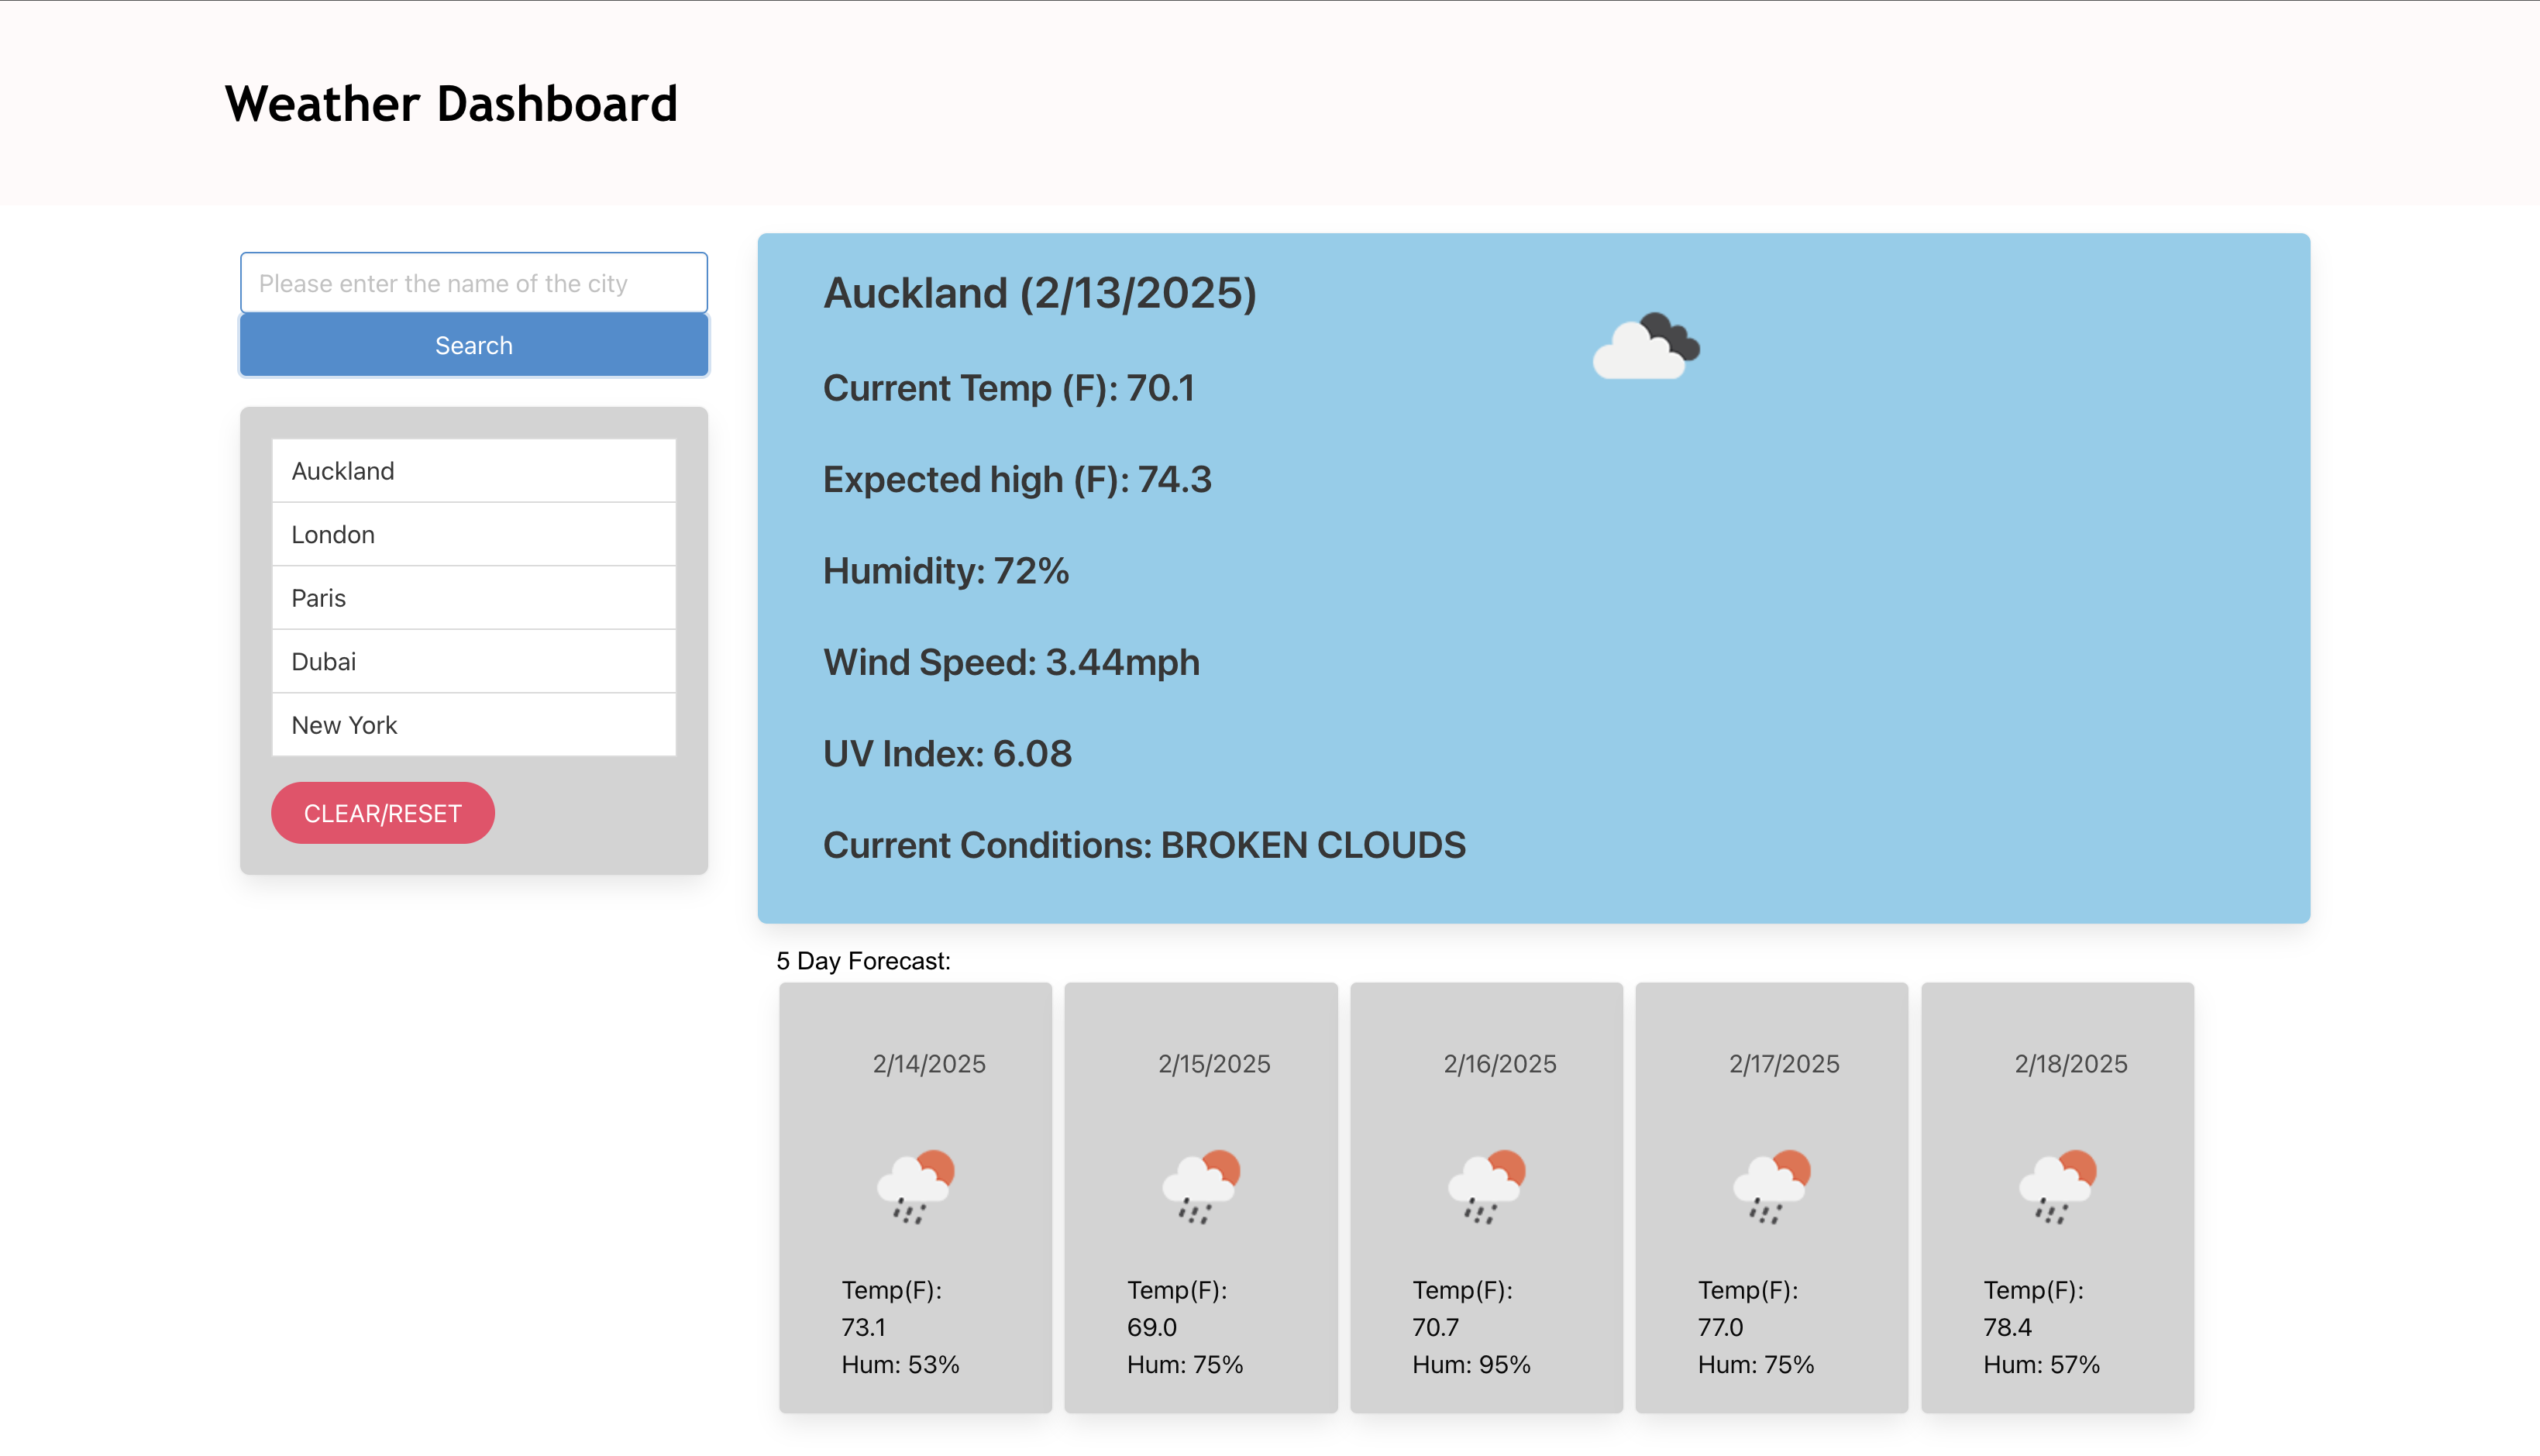 Weather Dashboard
Please enter the name of the city
Search
Auckland
London
Paris
Dubai
New York
CLEAR/RESET
Auckland (2/13/2025)
Current Temp (F): 70.1
Expected high (F): 74.3
Humidity: 72%
Wind Speed: 3.44mph
UV Index: 6.08
Current Conditions: BROKEN CLOUDS
5 Day Forecast:
2/14/2025
Temp(F):
73.1
Hum: 53%
2/15/2025
Temp(F):
69.0
Hum: 75%
2/16/2025
Temp(F):
70.7
Hum: 95%
2/17/2025
Temp(F):
77.0
Hum: 75%
2/18/2025
Temp(F):
78.4
Hum: 57%